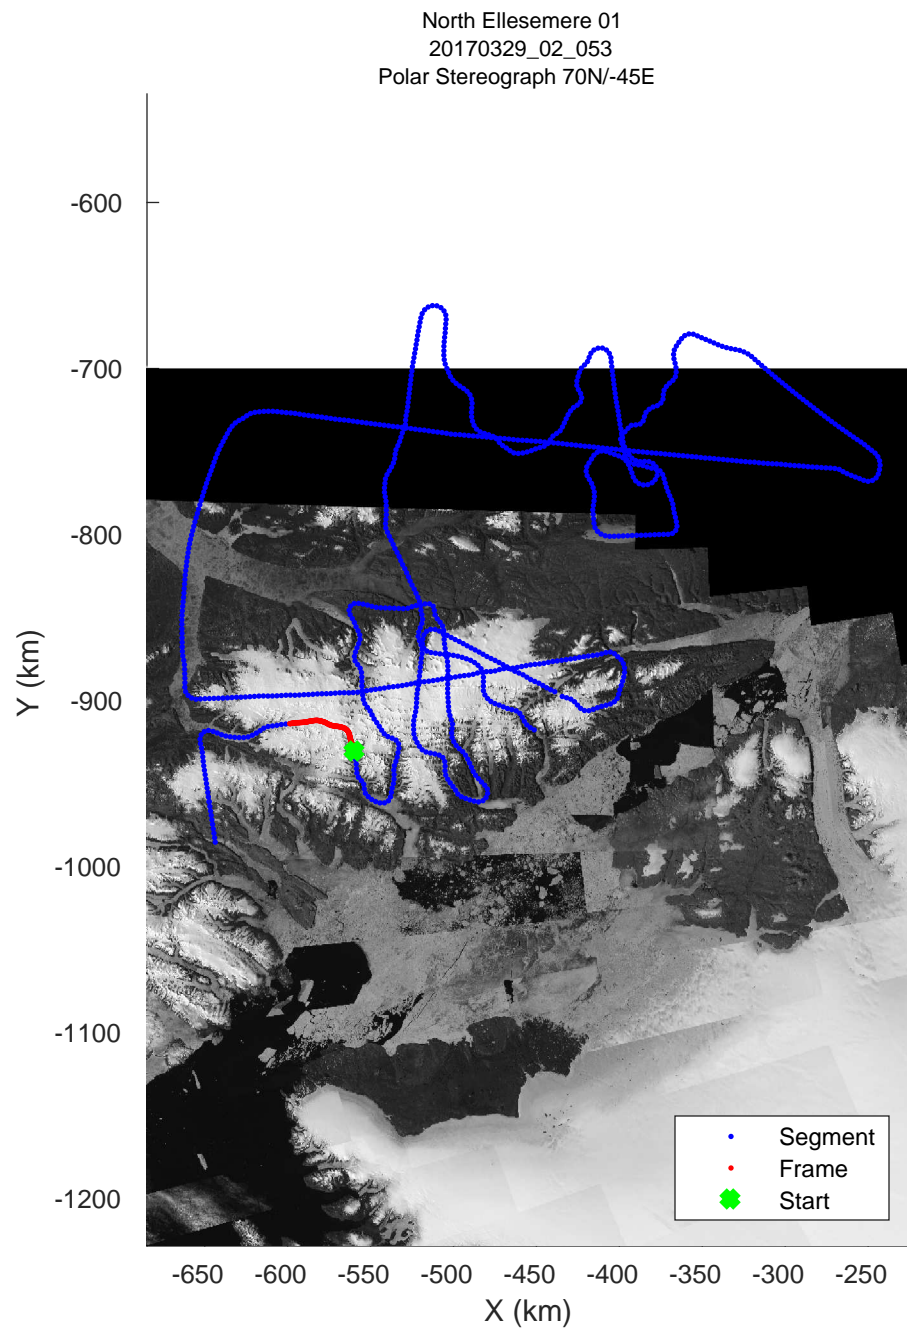 North Ellesemere 01
20170329_02_053
Polar Stereograph 70N/-45E
-600
-700
-800
-900
-1000
-1100
-1200
Y (km)
Segment
Frame
Start
-650 -600 -550 -500 -450 -400 -350 -300 -250
X (km)